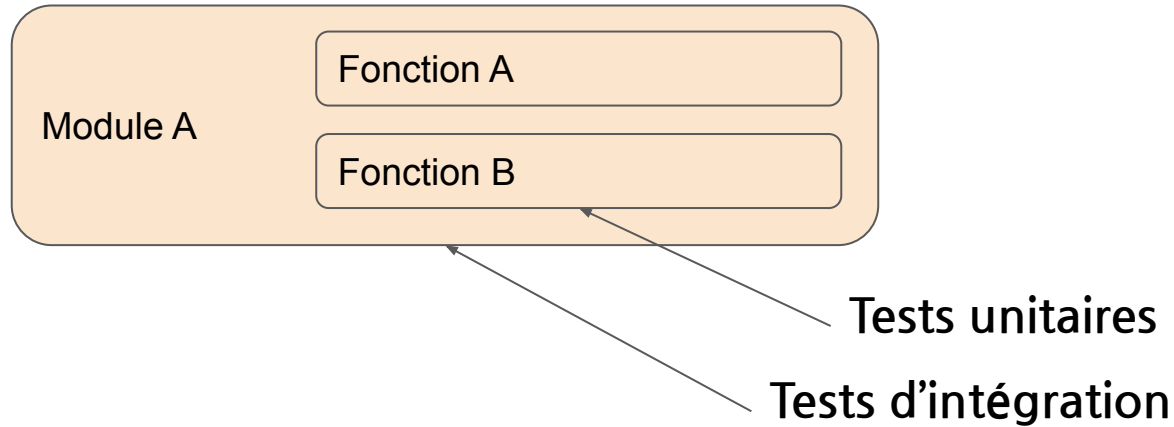 Fonction A
Module A
Fonction B
Tests unitaires
Tests d’intégration